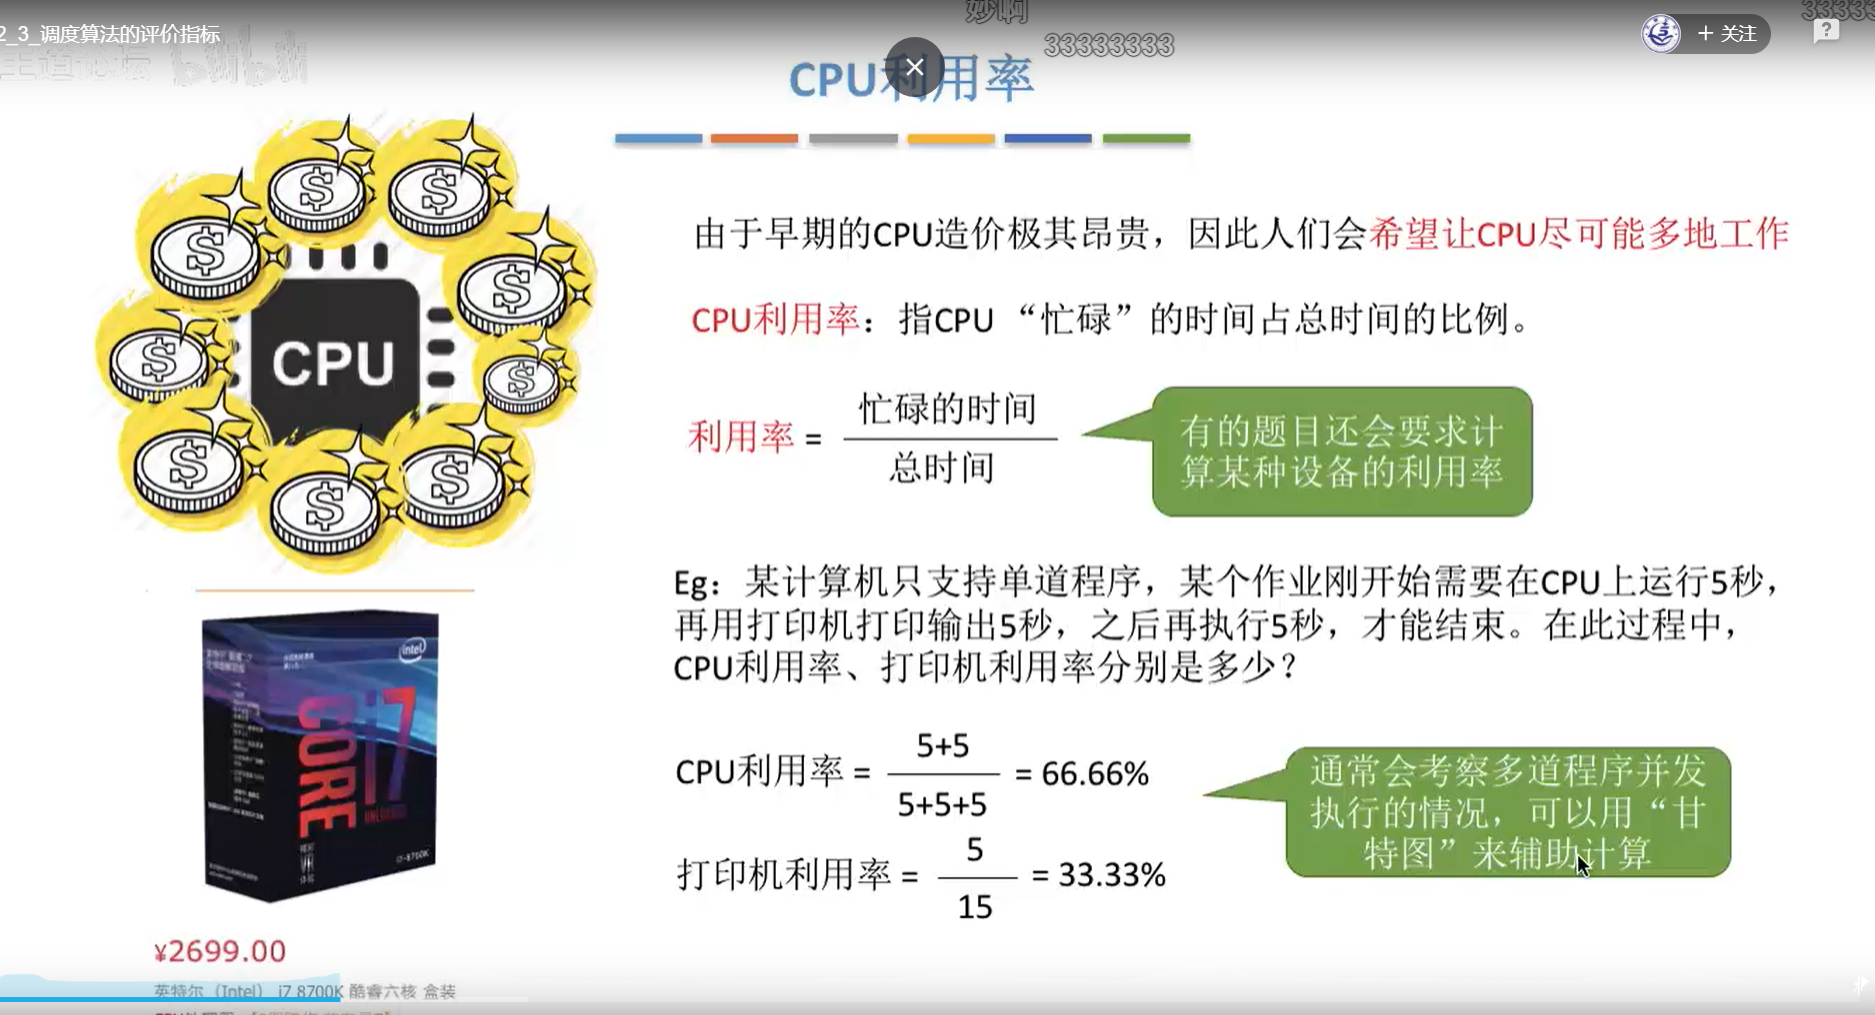 妙啊
2_3_调度算法的评价指标
33333333
33333
+ 关注
王道论坛 bilibili
CPU利用率
由于早期的CPU造价极其昂贵，因此人们会希望让CPU尽可能多地工作
CPU利用率：指CPU “忙碌”的时间占总时间的比例。
利用率 = 忙碌的时间
总时间
有的题目还会要求计
算某种设备的利用率
$
$
$
$
$
$
$
$
$
CPU
Eg：某计算机只支持单道程序，某个作业刚开始需要在CPU上运行5秒，
再用打印机打印输出5秒，之后再执行5秒，才能结束。在此过程中，
CPU利用率、打印机利用率分别是多少？
CPU利用率 = 5+5
5+5+5
= 66.66%
打印机利用率 = 5
15
= 33.33%
通常会考察多道程序并发
执行的情况，可以用“甘
特图”来辅助计算
intel
CORE
i7
UNLOCKED
VR
i7-8700K
¥2699.00
英特尔（Intel） i7 8700K 酷睿六核 盒装